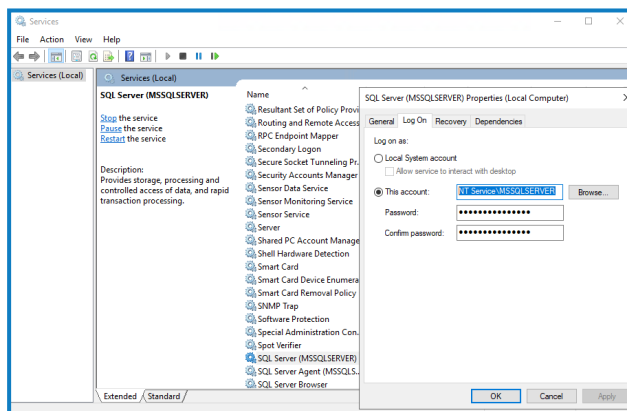 Services
File Action View Help
Services (Local)
Services (Local)
SQL Server (MSSQLSERVER)
Stop the service
Pause the service
Restart the service
Description:
Provides storage, processing and
controlled access of data, and rapid
transaction processing.
Name
Resultant Set of Policy Provi
Routing and Remote Access
RPC Endpoint Mapper
Secondary Logon
Secure Socket Tunneling Pr.
Security Accounts Manager
Sensor Data Service
Sensor Monitoring Service
Sensor Service
Server
Shared PC Account Manage
Shell Hardware Detection
Smart Card
Smart Card Device Enumera
Smart Card Removal Policy
SNMP Trap
Software Protection
Special Administration Con..
Spot Verifier
SQL Server (MSSQLSERVER)
SQL Server Agent (MSSQLS...
SQL Server Browser
Extended Standard
SQL Server (MSSQLSERVER) Properties (Local Computer)
General Log On Recovery Dependencies
Log on as:
Local System account
Allow service to interact with desktop
This account: NT Service\MSSQLSERVER Browse...
Password: •••••••••••••••
Confirm password: •••••••••••••••
OK Cancel Apply